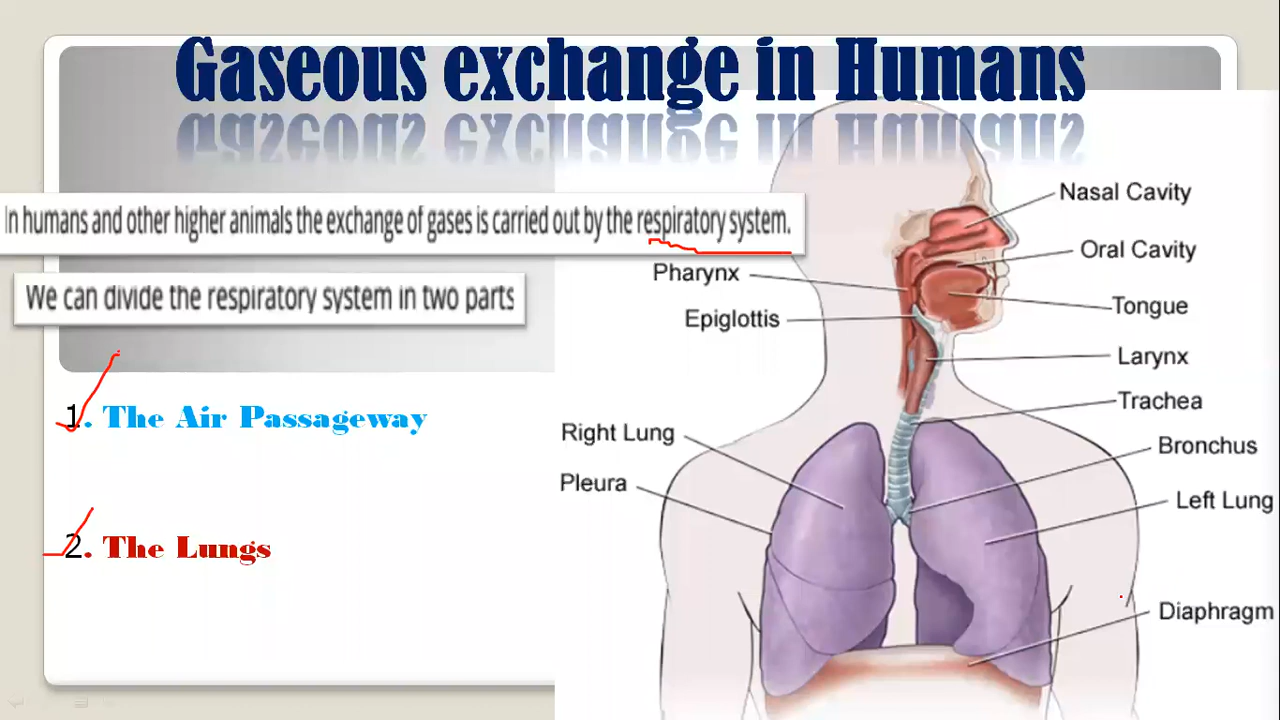 Gaseous exchange in Humans
In humans and other higher animals the exchange of gases is carried out by the respiratory system.
We can divide the respiratory system in two parts
1. The Air Passageway
2. The Lungs
Nasal Cavity
Oral Cavity
Pharynx
Tongue
Epiglottis
Larynx
Trachea
Right Lung
Bronchus
Pleura
Left Lung
Diaphragm